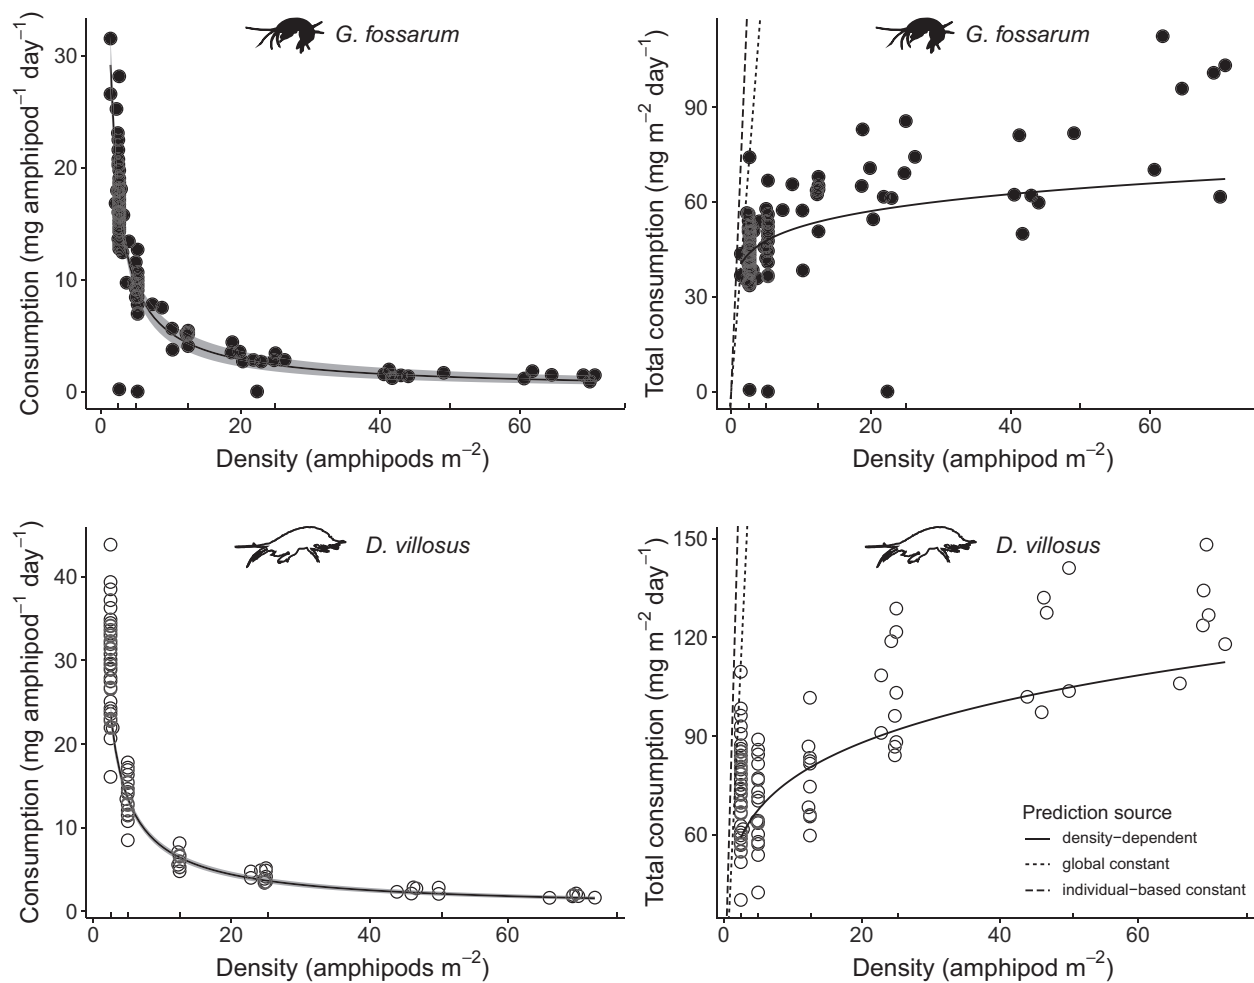 G. fossarum
Consumption (mg amphipod−1 day−1)
30
20
10
0
0 20 40 60
Density (amphipods m−2)
G. fossarum
Total consumption (mg m−2 day−1)
90
60
30
0
0 20 40 60
Density (amphipod m−2)
D. villosus
Consumption (mg amphipod−1 day−1)
40
30
20
10
0
0 20 40 60
Density (amphipods m−2)
D. villosus
Total consumption (mg m−2 day−1)
150
120
90
60
0 20 40 60
Density (amphipod m−2)
Prediction source
density−dependent
global constant
individual−based constant